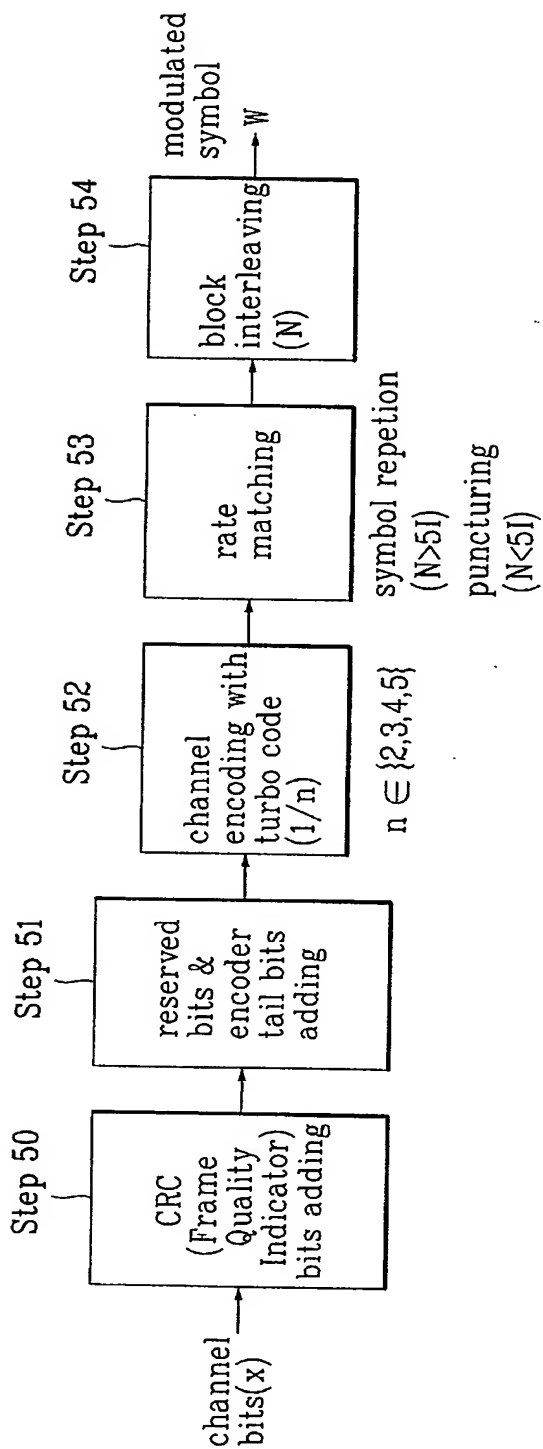 channel
bits(x)
Step 50
CRC
(Frame
Quality
Indicator)
bits adding
Step 51
reserved
bits &
encoder
tail bits
adding
Step 52
channel
encoding with
turbo code
(1/n)
n ∈ {2,3,4,5}
Step 53
rate
matching
symbol repetion
(N>5I)
puncturing
(N<5I)
Step 54
block
interleaving
(N)
modulated
symbol
W